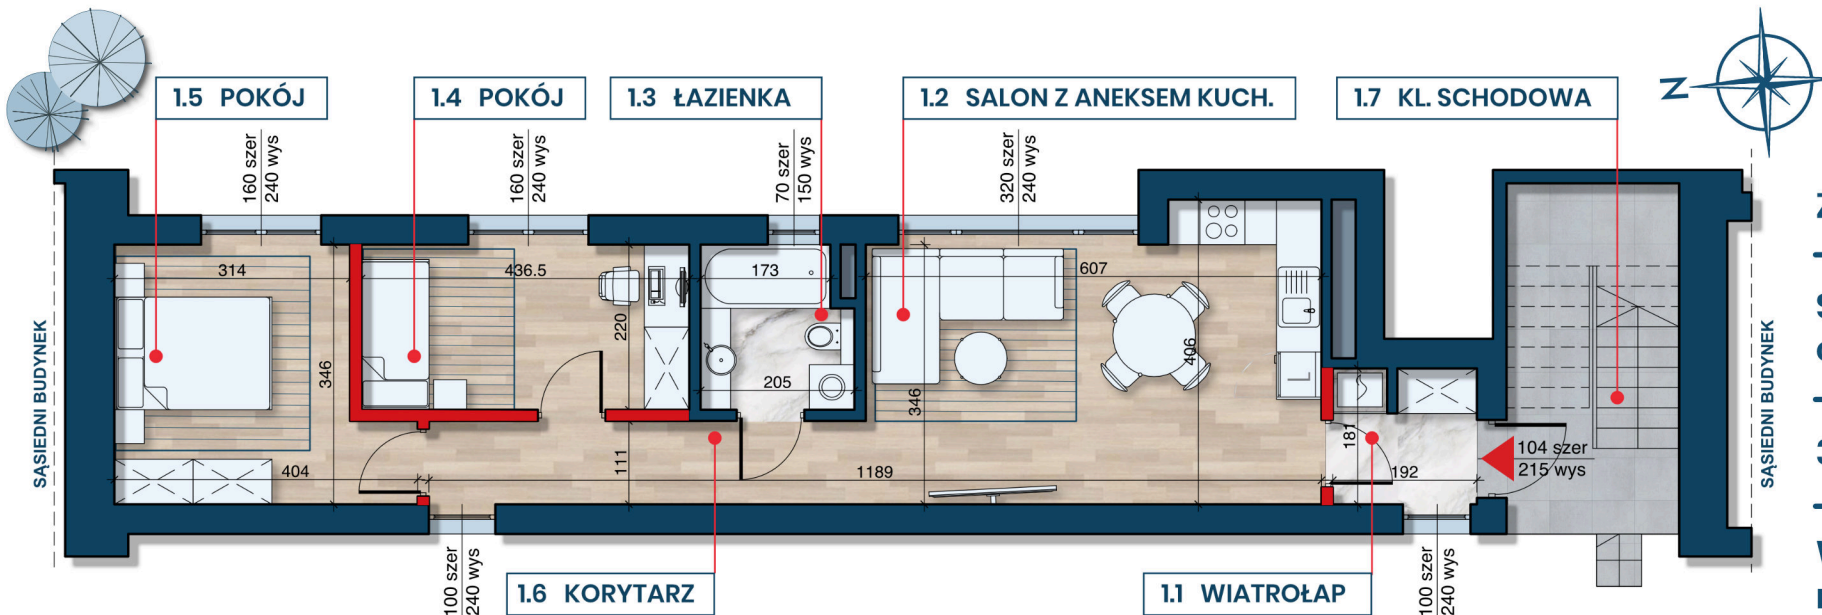 1.5 POKÓJ
1.4 POKÓJ
1.3 ŁAZIENKA
1.2 SALON Z ANEKSEM KUCH.
1.7 KL. SCHODOWA
N
160 szer
240 wys
160 szer
240 wys
70 szer
150 wys
320 szer
240 wys
314
436.5
173
607
346
220
205
346
406
404
111
1189
181
192
104 szer
215 wys
SĄSIEDNI BUDYNEK
SĄSIEDNI BUDYNEK
100 szer
240 wys
100 szer
240 wys
1.6 KORYTARZ
1.1 WIATROŁAP